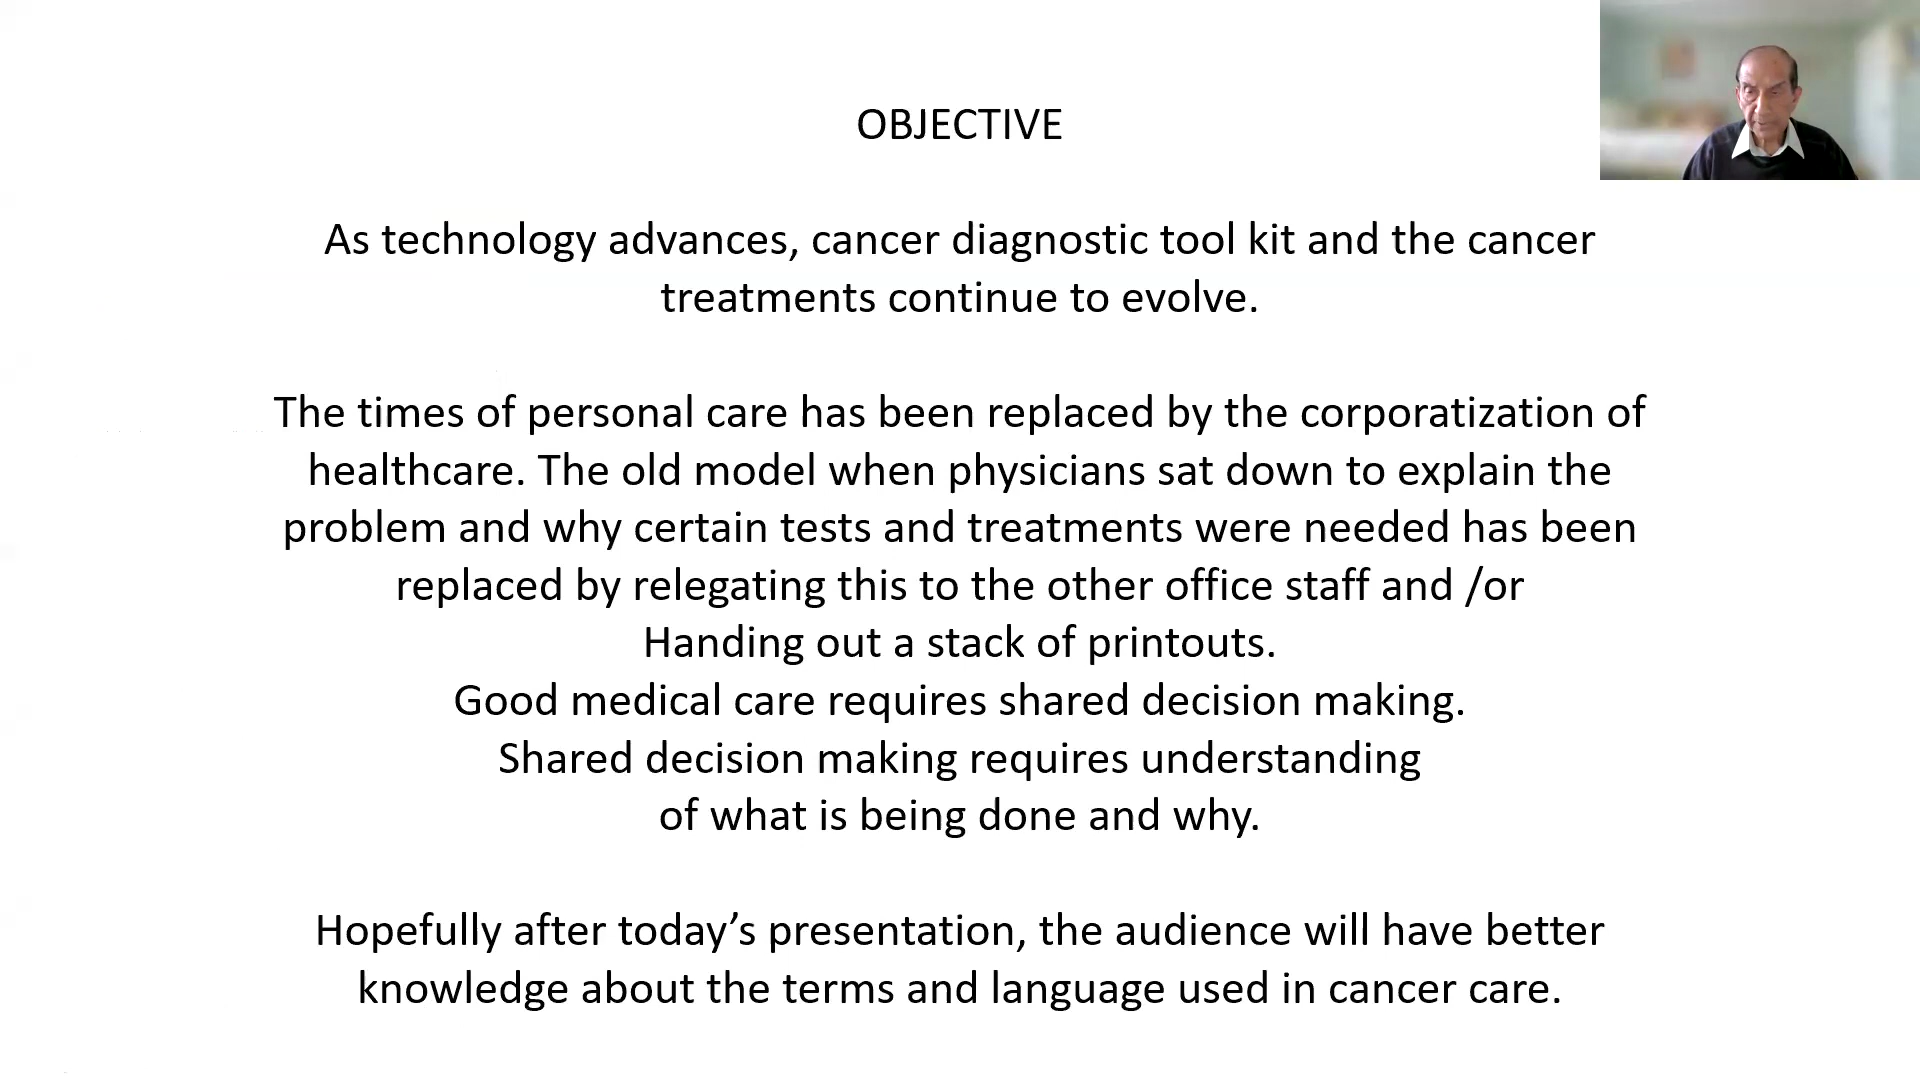 OBJECTIVE
As technology advances, cancer diagnostic tool kit and the cancer
treatments continue to evolve.
The times of personal care has been replaced by the corporatization of
healthcare. The old model when physicians sat down to explain the
problem and why certain tests and treatments were needed has been
replaced by relegating this to the other office staff and /or
Handing out a stack of printouts.
Good medical care requires shared decision making.
Shared decision making requires understanding
of what is being done and why.
Hopefully after today’s presentation, the audience will have better
knowledge about the terms and language used in cancer care.